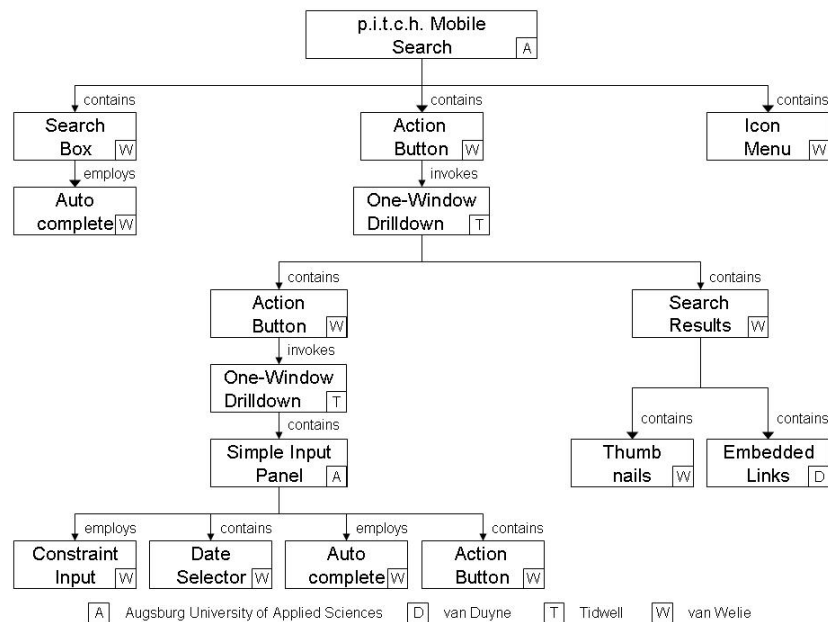 p.i.t.c.h. Mobile
Search A
contains contains contains
Search Action Icon
Box W Button W Menu W
employs invokes
Auto One-Window
complete W Drilldown T
contains contains
Action Search
Button W Results W
invokes
One-Window
Drilldown T
contains contains contains
Simple Input Thumb Embedded
Panel A nails W Links D
employs contains employs contains
Constraint Date Auto Action
Input W Selector W complete W Button W
A Augsburg University of Applied Sciences D van Duyne T Tidwell W van Welie